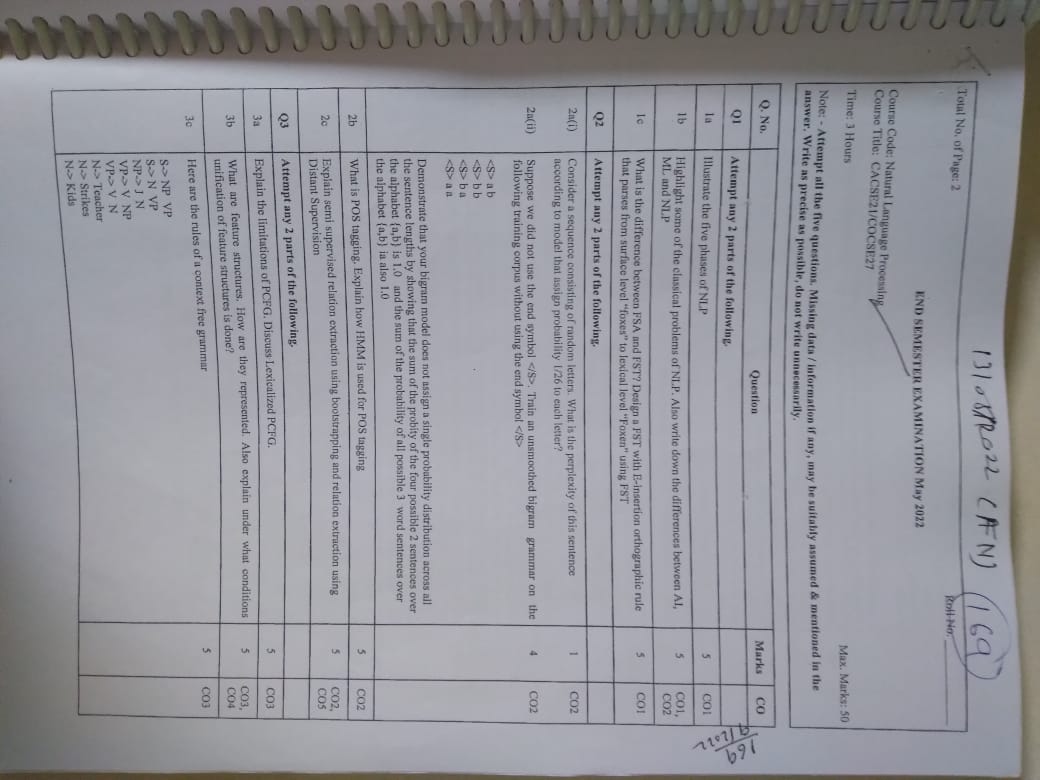 13/05/2022 (AFN) 169
Total No. of Page: 2
Roll No.
END SEMESTER EXAMINATION May 2022
Course Code: Natural Language Processing
Course Title: CACSE21/COCSE27
Time: 3 Hours
Max. Marks: 50
Note: - Attempt all the five questions. Missing data / information if any, may be suitably assumed & mentioned in the
answer. Write as precise as possible, do not write unnecessarily.
169
9/2022
Q. No. Question Marks CO
Q1 Attempt any 2 parts of the following.
1a Illustrate the five phases of NLP 5 CO1
1b Highlight some of the classical problems of NLP. Also write down the differences between AI, 5 CO1,
ML and NLP CO2
1c What is the difference between FSA and FST? Design a FST with E-insertion orthographic rule 5 CO1
that parses from surface level "foxes" to lexical level "Foxen" using FST
Q2 Attempt any 2 parts of the following.
2a(i) Consider a sequence consisting of random letters. What is the perplexity of this sentence 1 CO2
according to model that assign probability 1/26 to each letter?
2a(ii) Suppose we did not use the end symbol </S>. Train an unsmoothed bigram grammar on the 4 CO2
following training corpus without using the end symbol </S>
<S> a b
<S> b b
<S> b a
<S> a a
Demonstrate that your bigram model does not assign a single probability distribution across all
the sentence lengths by showing that the sum of the probity of the four possible 2 sentences over
the alphabet {a,b} is 1.0 and the sum of the probability of all possible 3 word sentences over
the alphabet {a,b} ia also 1.0
2b What is POS tagging. Explain how HMM is used for POS tagging 5 CO2
2c Explain semi supervised relation extraction using bootstrapping and relation extraction using 5 CO2,
Distant Supervision CO5
Q3 Attempt any 2 parts of the following.
3a Explain the limitations of PCFG. Discuss Lexicalized PCFG. 5 CO3
3b What are feature structures. How are they represented. Also explain under what conditions 5 CO3,
unification of feature structures is done? CO4
3c Here are the rules of a context free grammar 5 CO3
S-> NP VP
S-> N VP
NP-> J N
VP-> V NP
VP-> V N
N-> Teacher
N-> Strikes
N-> Kids